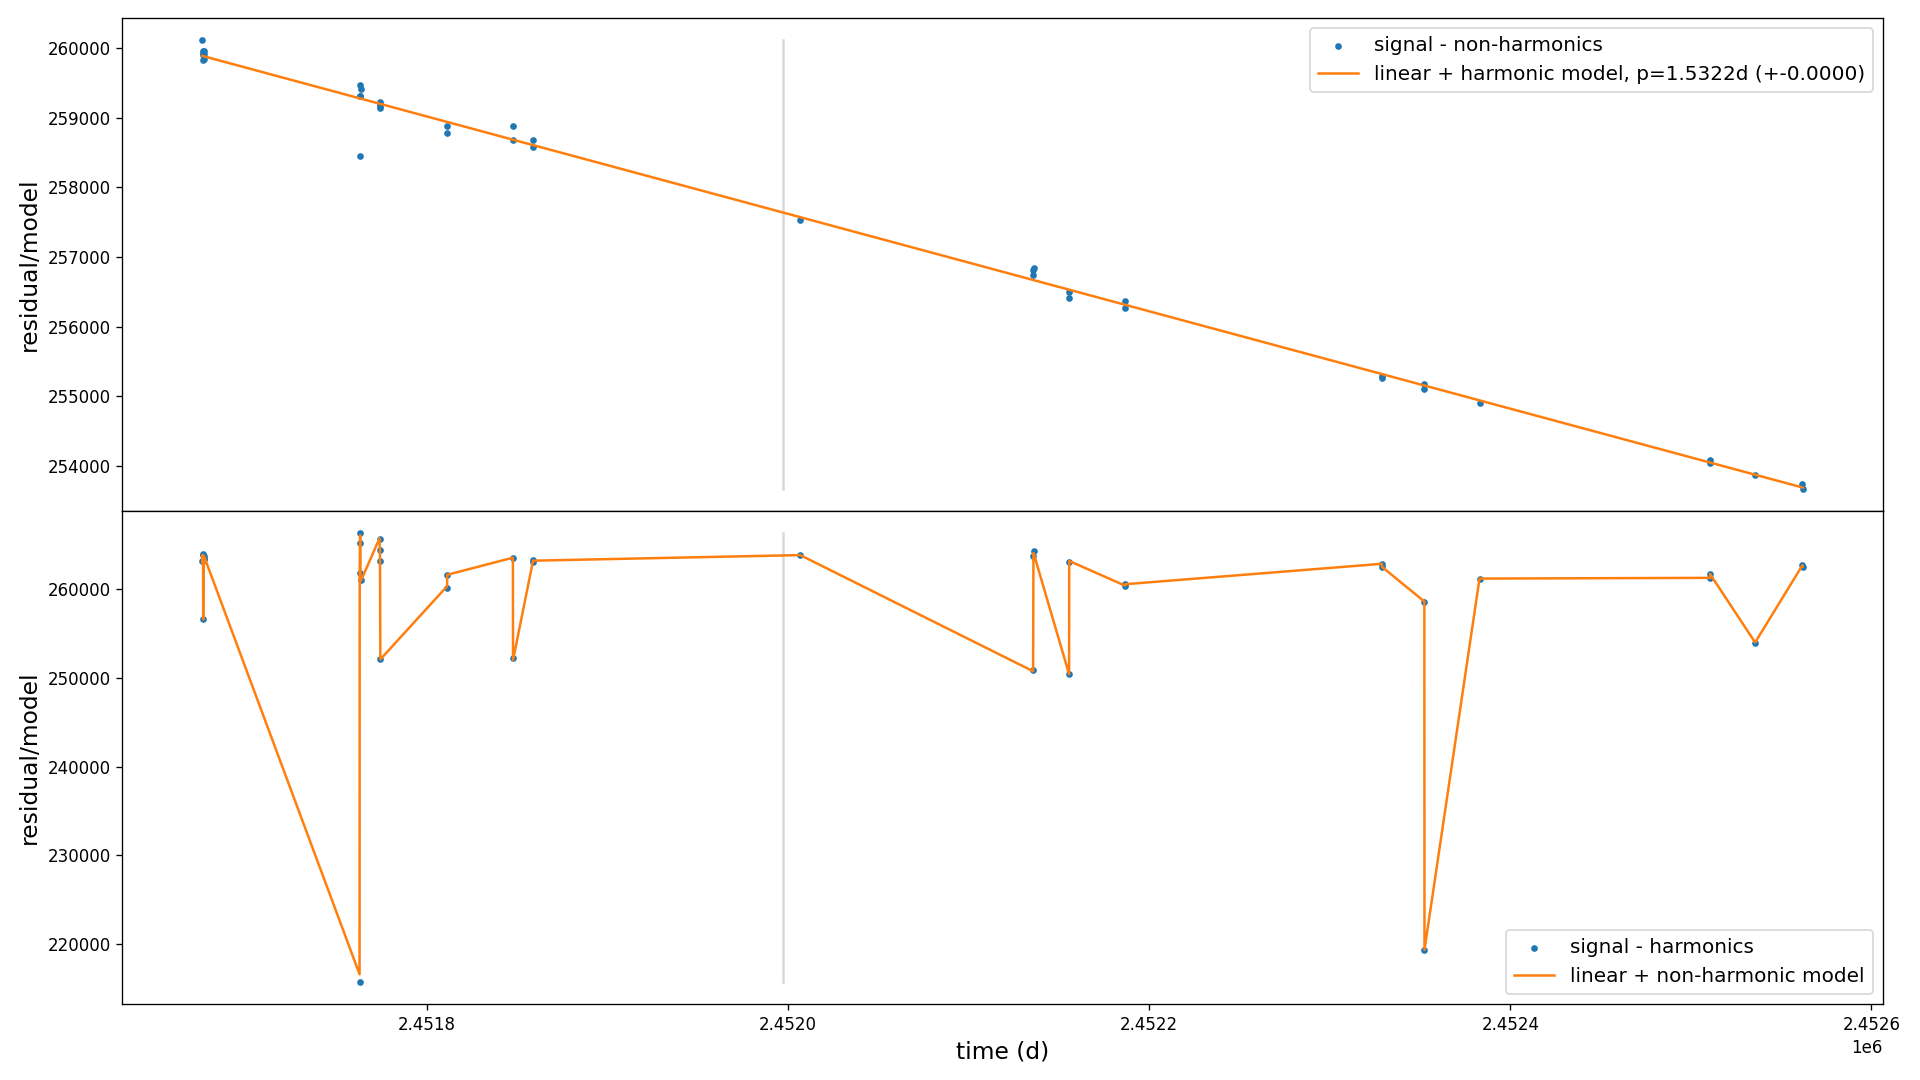 260000
259000
258000
257000
256000
255000
254000
residual/model
signal - non-harmonics
linear + harmonic model, p=1.5322d (+-0.0000)
260000
250000
240000
230000
220000
residual/model
signal - harmonics
linear + non-harmonic model
2.4518 2.4520 2.4522 2.4524 2.4526
1e6
time (d)